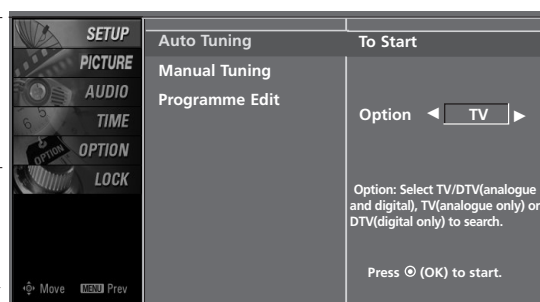 SETUP
PICTURE
AUDIO
TIME
OPTION
LOCK
Move MENU Prev
Auto Tuning
Manual Tuning
Programme Edit
To Start
Option ◀ TV ▶
Option: Select TV/DTV(analogue
and digital), TV(analogue only) or
DTV(digital only) to search.
Press ⊙ (OK) to start.